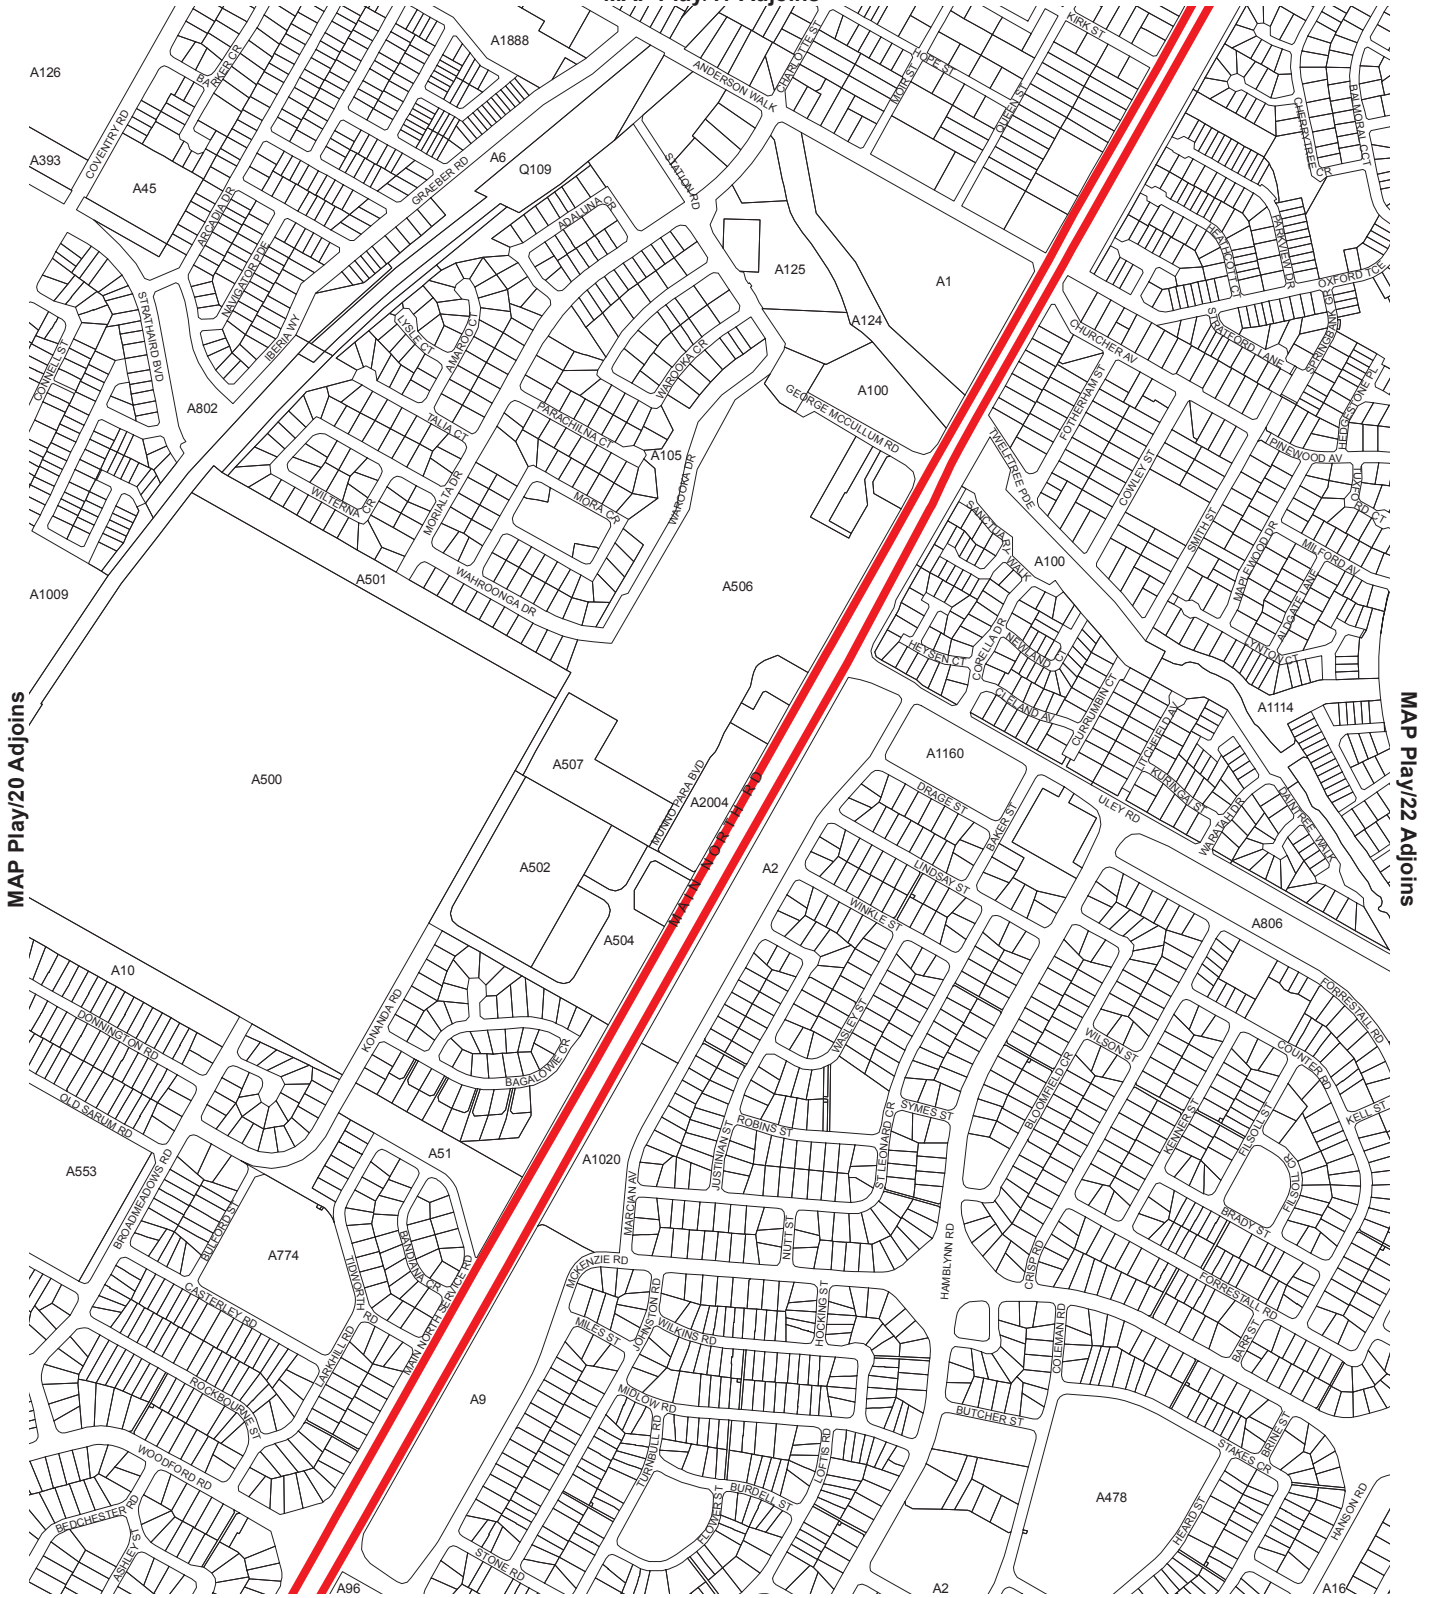 KIRK ST
A1888
CHARLOTTE ST
HOPE ST
A126
BARKER CR
ANDERSON WALK
MOIR ST
QUEEN ST
BALMORAL CCT
CHERRYTREE CR
COVENTRY RD
A393
A45
A6
Q109
GRAEBER RD
STATION RD
ARCADIA DR
ADALUNA CR
PARKVIEW DR
HEATHCOTT CT
NAVIGATOR PDE
A125
A1
OXFORD TCE
STRATHAIRD BVD
IBERIA WY
LYSLE CT
AMAROO CT
A124
CHURCHER AV
STRATFORD LANE
SPRINGBANK GR
CONNELL ST
WAROOKA CR
A100
GEORGE MCCULLUM RD
FOTHERHAM ST
HEDGESTONE PL
A802
TALIA CT
PARACHILNA CT
A105
TWELFTREE PDE
PINEWOOD AV
WILTERNA CR
MORIALTA DR
MORA CR
WAROOKA DR
COWLEY ST
SMITH ST
SANCTUARY WALK
A100
MAPLEWOOD DR
MILFORD AV
A1009
A501
WAHROONGA DR
A506
ALDGATE LANE
HEYSEN CT
CORELLA DR
NEWLAND CT
LYNTON CT
CLELAND AV
CURRUMBIN CT
LITCHFIELD AV
A1114
MAP Play/20 Adjoins
MAP Play/22 Adjoins
A500
A507
MUNNO PARA BVD
A2004
MAIN NORTH RD
A1160
DRAGE ST
BAKER ST
ULEY RD
KURINGAI ST
WARATAH DR
DAINTREE WALK
A502
A2
LINDSAY ST
WINKLE ST
A504
A806
A10
DONNINGTON RD
KONANDA RD
BAGALOWIE CR
WASLEY ST
FORRESTALL RD
WILSON ST
COUNTER RD
BLOOMFIELD CR
OLD SARUM RD
SYMES ST
ROBINS ST
ST LEONARD CR
KELL ST
KENNER ST
FILSOLL ST
A553
BROADMEADOWS RD
A51
A1020
JUSTINIAN ST
MARCIAN AV
FILSOLL CR
BULFORD ST
A774
TIDWORTH RD
BANDIANA CR
MAIN NORTH SERVICE RD
NUTT ST
HAMBLYNN RD
BRADY ST
MCKENZIE RD
CRISP RD
CASTERLEY RD
LARKHILL RD
FORRESTALL RD
JOHNSTON RD
MILES ST
WILKINS RD
HOCKING ST
COLEMAN RD
BARR ST
ROCKBOURNE ST
A9
MIDLOW RD
BUTCHER ST
TURNBULL RD
LOFTIS RD
BRINE ST
STAKES CR
WOODFORD RD
A478
BURDELL ST
BEDCHESTER RD
FLOWER ST
HEARD ST
HANSON RD
ASHLEY ST
STONE RD
A96
A2
A16